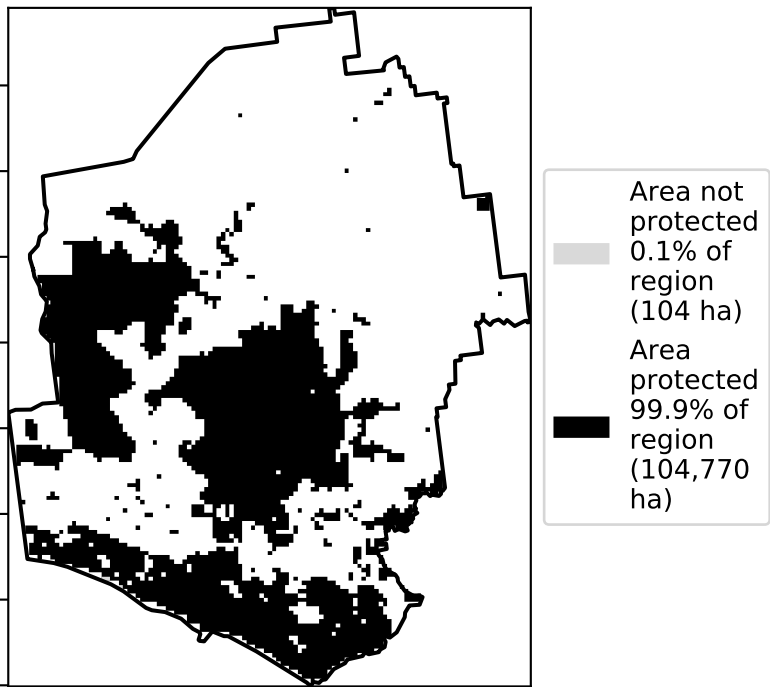 Area not
protected
0.1% of
region
(104 ha)
Area
protected
99.9% of
region
(104,770
ha)